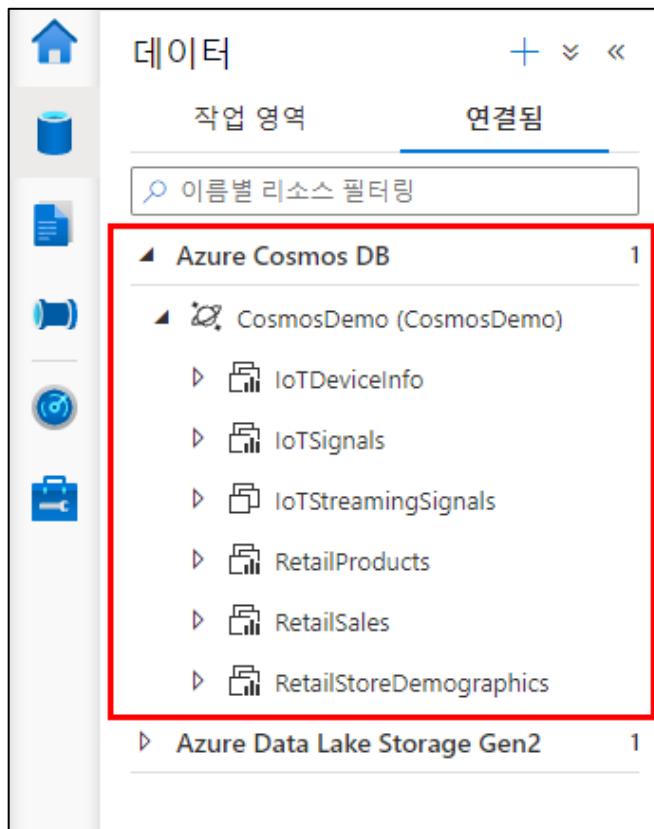 데이터
작업 영역 연결됨
이름별 리소스 필터링
Azure Cosmos DB 1
CosmosDemo (CosmosDemo)
IoTDeviceInfo
IoTSignals
IoTStreamingSignals
RetailProducts
RetailSales
RetailStoreDemographics
Azure Data Lake Storage Gen2 1